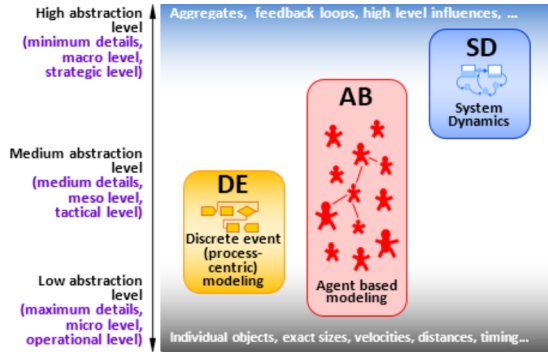 High abstraction
level
(minimum details,
macro level,
strategic level)
Aggregates, feedback loops, high level influences, ...
SD
System
Dynamics
AB
Medium abstraction
level
(medium details,
meso level,
tactical level)
DE
Discrete event
(process-
centric)
modeling
Agent based
modeling
Low abstraction
level
(maximum details,
micro level,
operational level)
Individual objects, exact sizes, velocities, distances, timing...